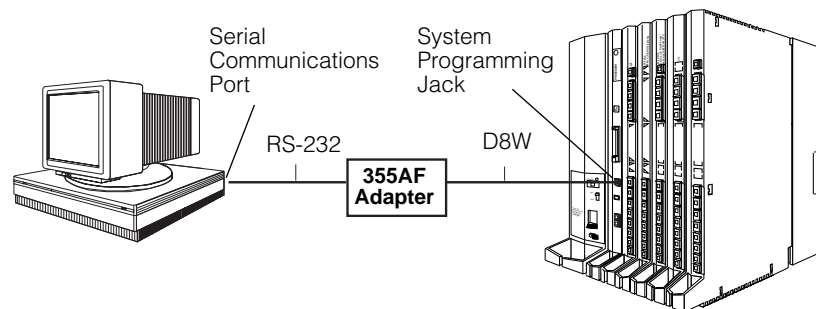 Serial
Communications
Port
System
Programming
Jack
RS-232
D8W
355AF
Adapter